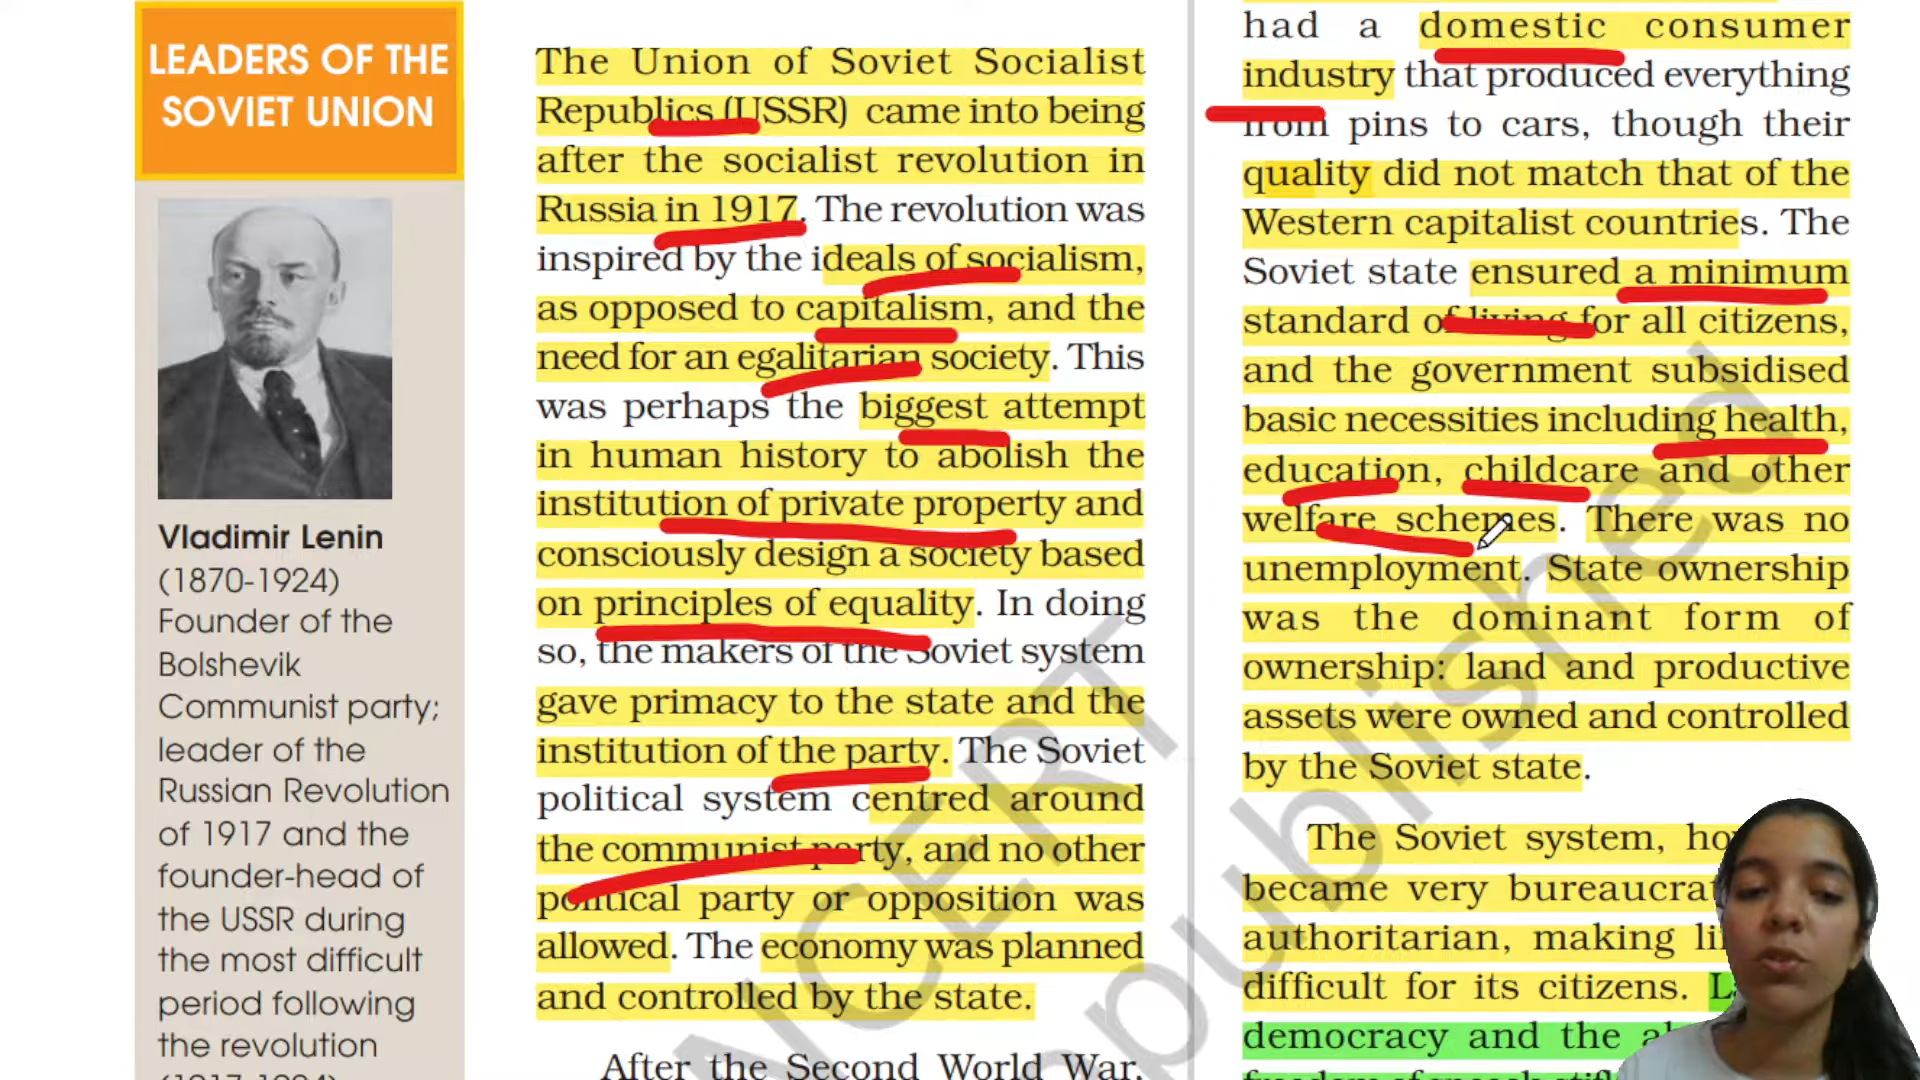 LEADERS OF THE
SOVIET UNION
Vladimir Lenin
(1870-1924)
Founder of the
Bolshevik
Communist party;
leader of the
Russian Revolution
of 1917 and the
founder-head of
the USSR during
the most difficult
period following
the revolution
The Union of Soviet Socialist
Republics (USSR) came into being
after the socialist revolution in
Russia in 1917. The revolution was
inspired by the ideals of socialism,
as opposed to capitalism, and the
need for an egalitarian society. This
was perhaps the biggest attempt
in human history to abolish the
institution of private property and
consciously design a society based
on principles of equality. In doing
so, the makers of the Soviet system
gave primacy to the state and the
institution of the party. The Soviet
political system centred around
the communist party, and no other
political party or opposition was
allowed. The economy was planned
and controlled by the state.
After the Second World War,
had a domestic consumer
industry that produced everything
from pins to cars, though their
quality did not match that of the
Western capitalist countries. The
Soviet state ensured a minimum
standard of living for all citizens,
and the government subsidised
basic necessities including health,
education, childcare and other
welfare schemes. There was no
unemployment. State ownership
was the dominant form of
ownership: land and productive
assets were owned and controlled
by the Soviet state.
The Soviet system,
became very
authoritarian, making
difficult for its citizens.
democracy and the
NCERT